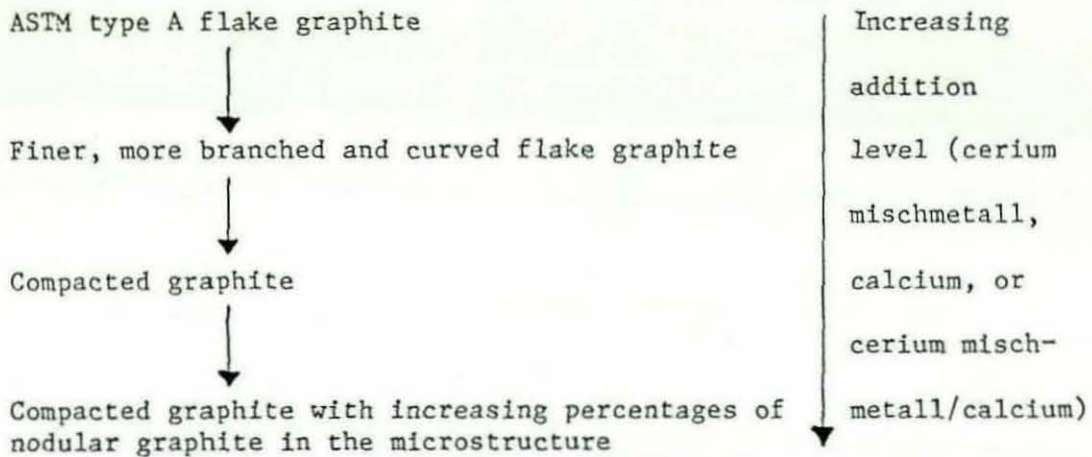 ASTM type A flake graphite
Finer, more branched and curved flake graphite
Compacted graphite
Compacted graphite with increasing percentages of
nodular graphite in the microstructure
Increasing
addition
level (cerium
mischmetall,
calcium, or
cerium misch-
metall/calcium)